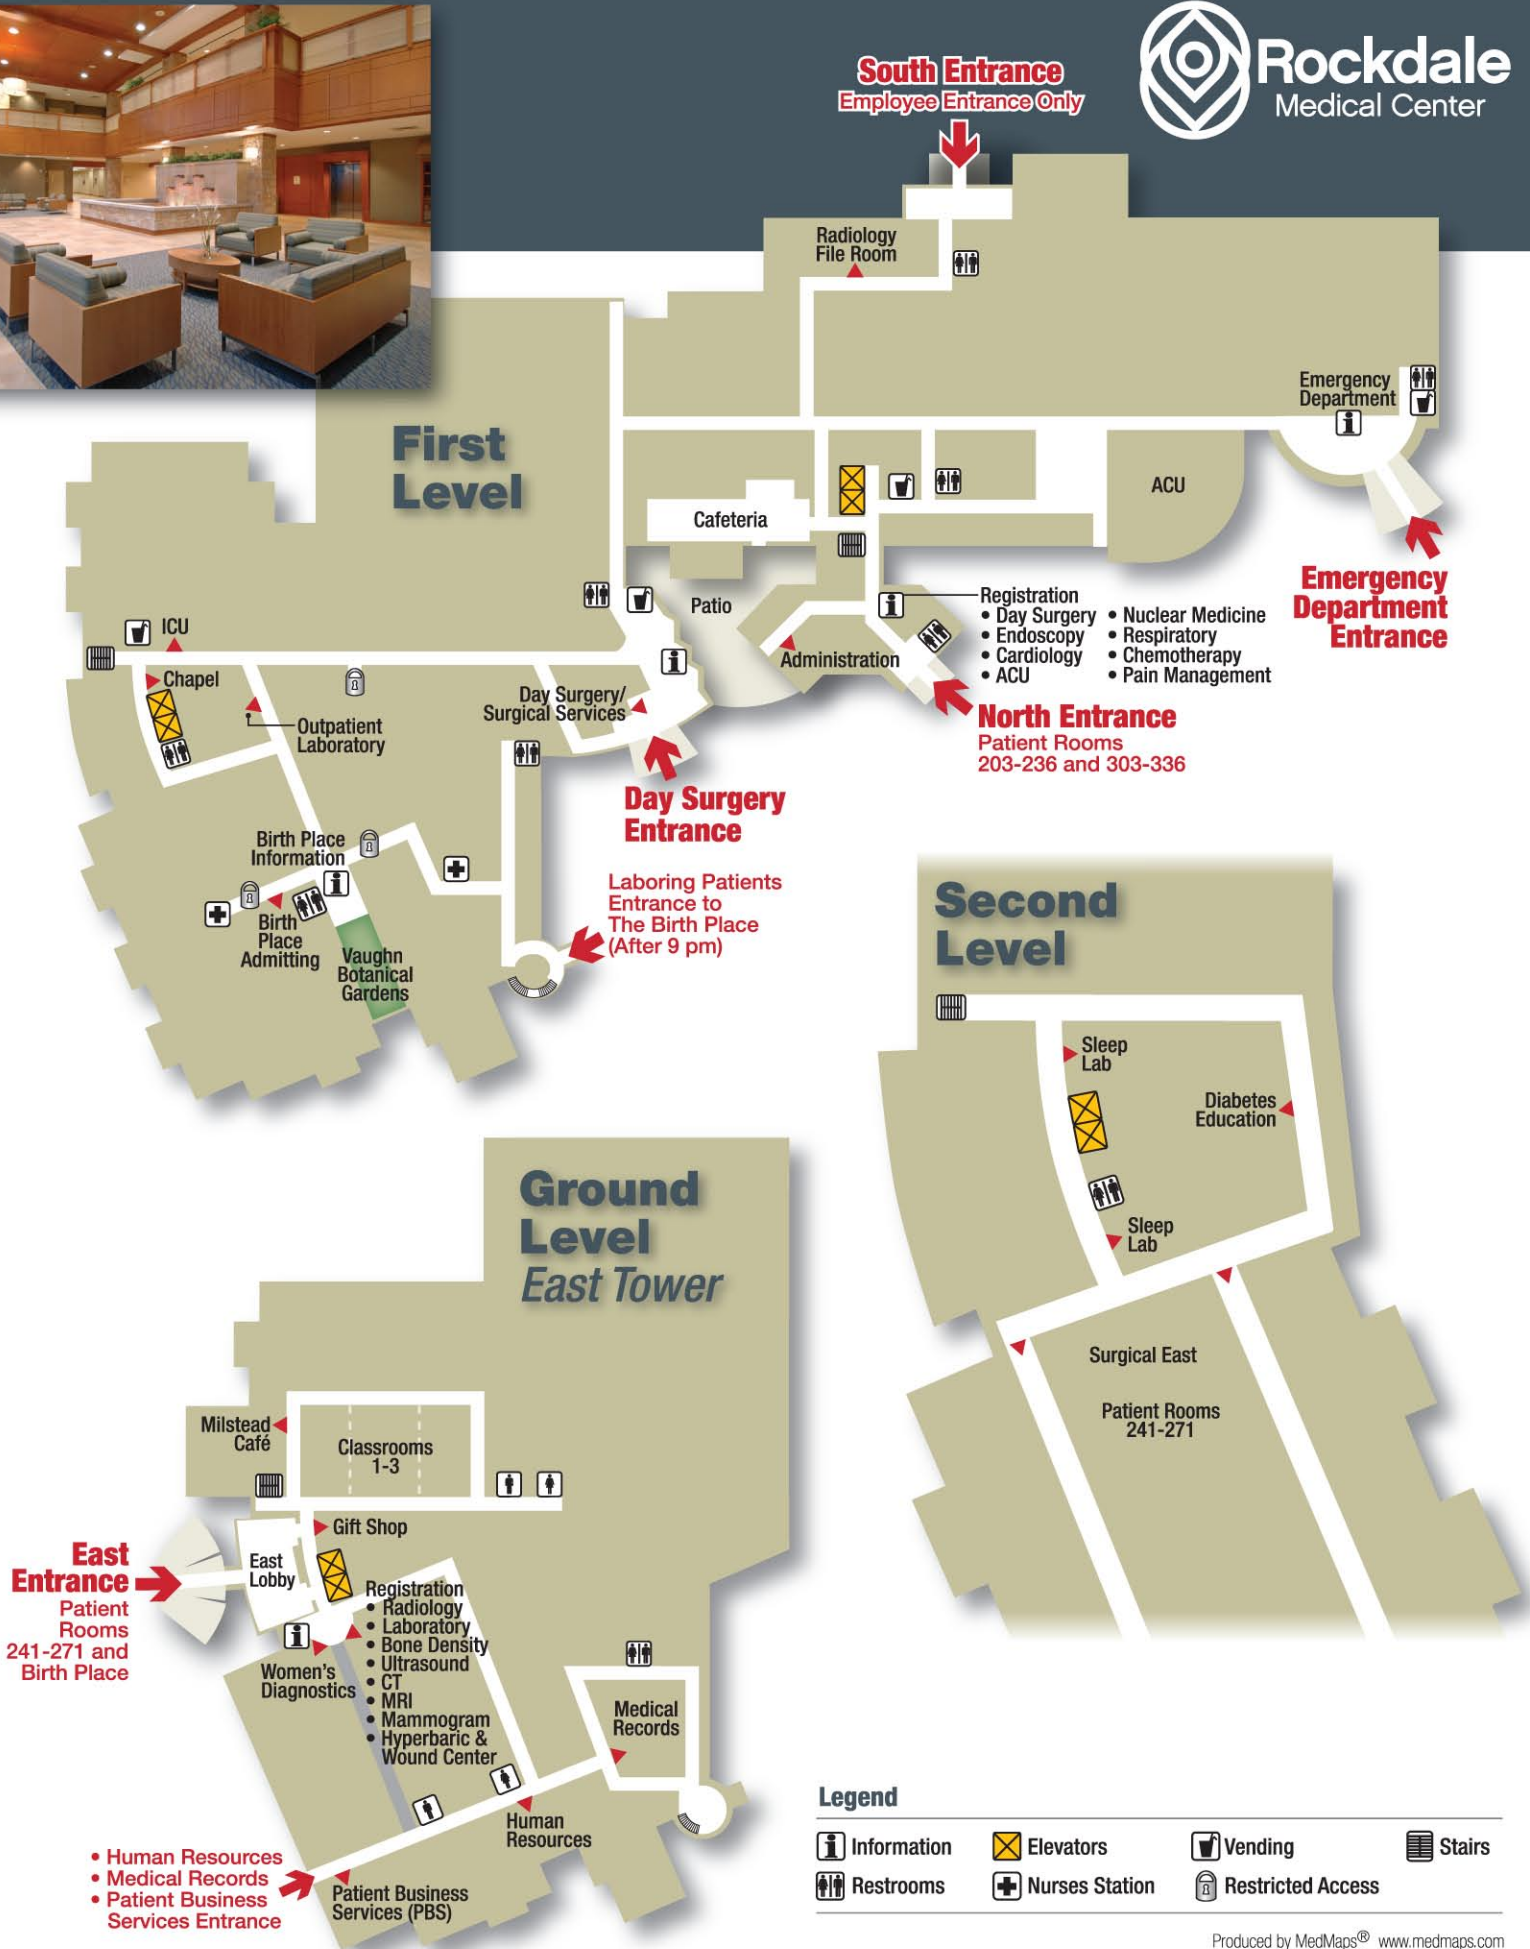 Rockdale
Medical Center
South Entrance
Employee Entrance Only
Radiology
File Room
Emergency
Department
First
Level
ACU
Cafeteria
Patio
Registration
• Day Surgery
• Endoscopy
• Cardiology
• ACU
• Nuclear Medicine
• Respiratory
• Chemotherapy
• Pain Management
Emergency
Department
Entrance
Administration
North Entrance
Patient Rooms
203-236 and 303-336
ICU
Chapel
Outpatient
Laboratory
Day Surgery/
Surgical Services
Day Surgery
Entrance
Birth Place
Information
Birth
Place
Admitting
Vaughn
Botanical
Gardens
Laboring Patients
Entrance to
The Birth Place
(After 9 pm)
Second
Level
Sleep
Lab
Diabetes
Education
Sleep
Lab
Surgical East
Patient Rooms
241-271
Ground
Level
East Tower
Milstead
Café
Classrooms
1-3
Gift Shop
East
Lobby
East
Entrance
Patient
Rooms
241-271 and
Birth Place
Registration
• Radiology
• Laboratory
• Bone Density
• Ultrasound
• CT
• MRI
• Mammogram
• Hyperbaric &
Wound Center
Women's
Diagnostics
Medical
Records
Human
Resources
Patient Business
Services (PBS)
• Human Resources
• Medical Records
• Patient Business
Services Entrance
Legend
Information
Elevators
Vending
Stairs
Restrooms
Nurses Station
Restricted Access
Produced by MedMaps® www.medmaps.com